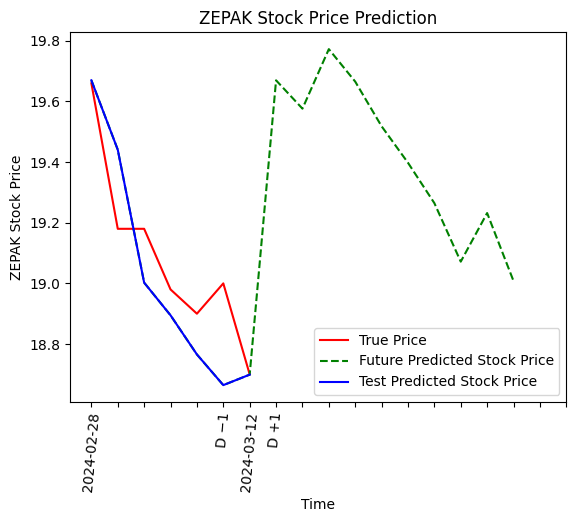 ZEPAK Stock Price Prediction
19.8
19.6
19.4
19.2
19.0
18.8
ZEPAK Stock Price
True Price
Future Predicted Stock Price
Test Predicted Stock Price
2024-02-28
D −1
2024-03-12
D +1
Time